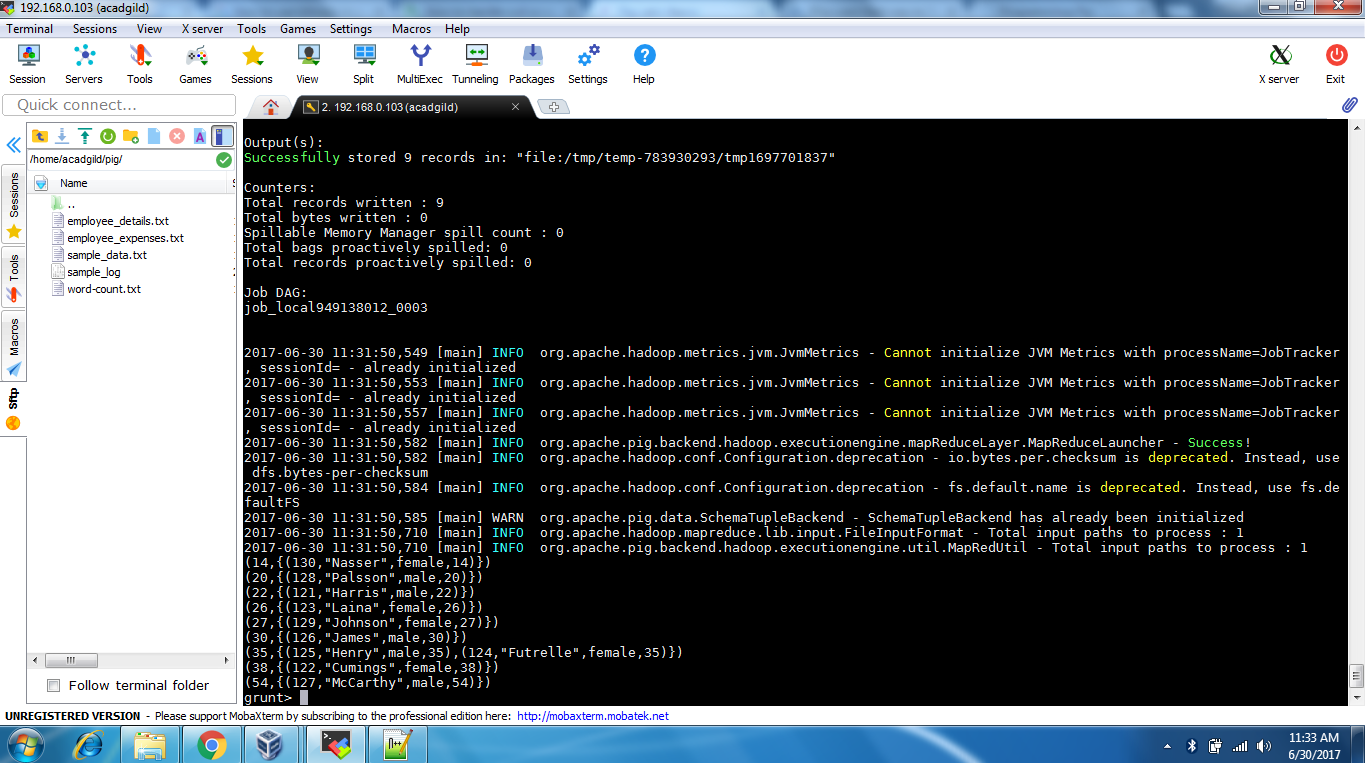 192.168.0.103 (acadgild)
Terminal Sessions View X server Tools Games Settings Macros Help
Session Servers Tools Games Sessions View Split MultiExec Tunneling Packages Settings Help X server Exit
Quick connect...
2. 192.168.0.103 (acadgild)
/home/acadgild/pig/
Name
..
employee_details.txt
employee_expenses.txt
sample_data.txt
sample_log
word-count.txt
Sessions
Tools
Macros
Sftp
Follow terminal folder
Output(s):
Successfully stored 9 records in: "file:/tmp/temp-783930293/tmp1697701837"
Counters:
Total records written : 9
Total bytes written : 0
Spillable Memory Manager spill count : 0
Total bags proactively spilled: 0
Total records proactively spilled: 0
Job DAG:
job_local949138012_0003
2017-06-30 11:31:50,549 [main] INFO  org.apache.hadoop.metrics.jvm.JvmMetrics - Cannot initialize JVM Metrics with processName=JobTracker
, sessionId= - already initialized
2017-06-30 11:31:50,553 [main] INFO  org.apache.hadoop.metrics.jvm.JvmMetrics - Cannot initialize JVM Metrics with processName=JobTracker
, sessionId= - already initialized
2017-06-30 11:31:50,557 [main] INFO  org.apache.hadoop.metrics.jvm.JvmMetrics - Cannot initialize JVM Metrics with processName=JobTracker
, sessionId= - already initialized
2017-06-30 11:31:50,582 [main] INFO  org.apache.pig.backend.hadoop.executionengine.mapReduceLayer.MapReduceLauncher - Success!
2017-06-30 11:31:50,582 [main] INFO  org.apache.hadoop.conf.Configuration.deprecation - io.bytes.per.checksum is deprecated. Instead, use
dfs.bytes-per-checksum
2017-06-30 11:31:50,584 [main] INFO  org.apache.hadoop.conf.Configuration.deprecation - fs.default.name is deprecated. Instead, use fs.de
faultFS
2017-06-30 11:31:50,585 [main] WARN  org.apache.pig.data.SchemaTupleBackend - SchemaTupleBackend has already been initialized
2017-06-30 11:31:50,710 [main] INFO  org.apache.hadoop.mapreduce.lib.input.FileInputFormat - Total input paths to process : 1
2017-06-30 11:31:50,710 [main] INFO  org.apache.pig.backend.hadoop.executionengine.util.MapRedUtil - Total input paths to process : 1
(14,{(130,"Nasser",female,14)})
(20,{(128,"Palsson",male,20)})
(22,{(121,"Harris",male,22)})
(26,{(123,"Laina",female,26)})
(27,{(129,"Johnson",female,27)})
(30,{(126,"James",male,30)})
(35,{(125,"Henry",male,35),(124,"Futrelle",female,35)})
(38,{(122,"Cumings",female,38)})
(54,{(127,"McCarthy",male,54)})
grunt>
UNREGISTERED VERSION - Please support MobaXterm by subscribing to the professional edition here: http://mobaxterm.mobatek.net
11:33 AM
6/30/2017